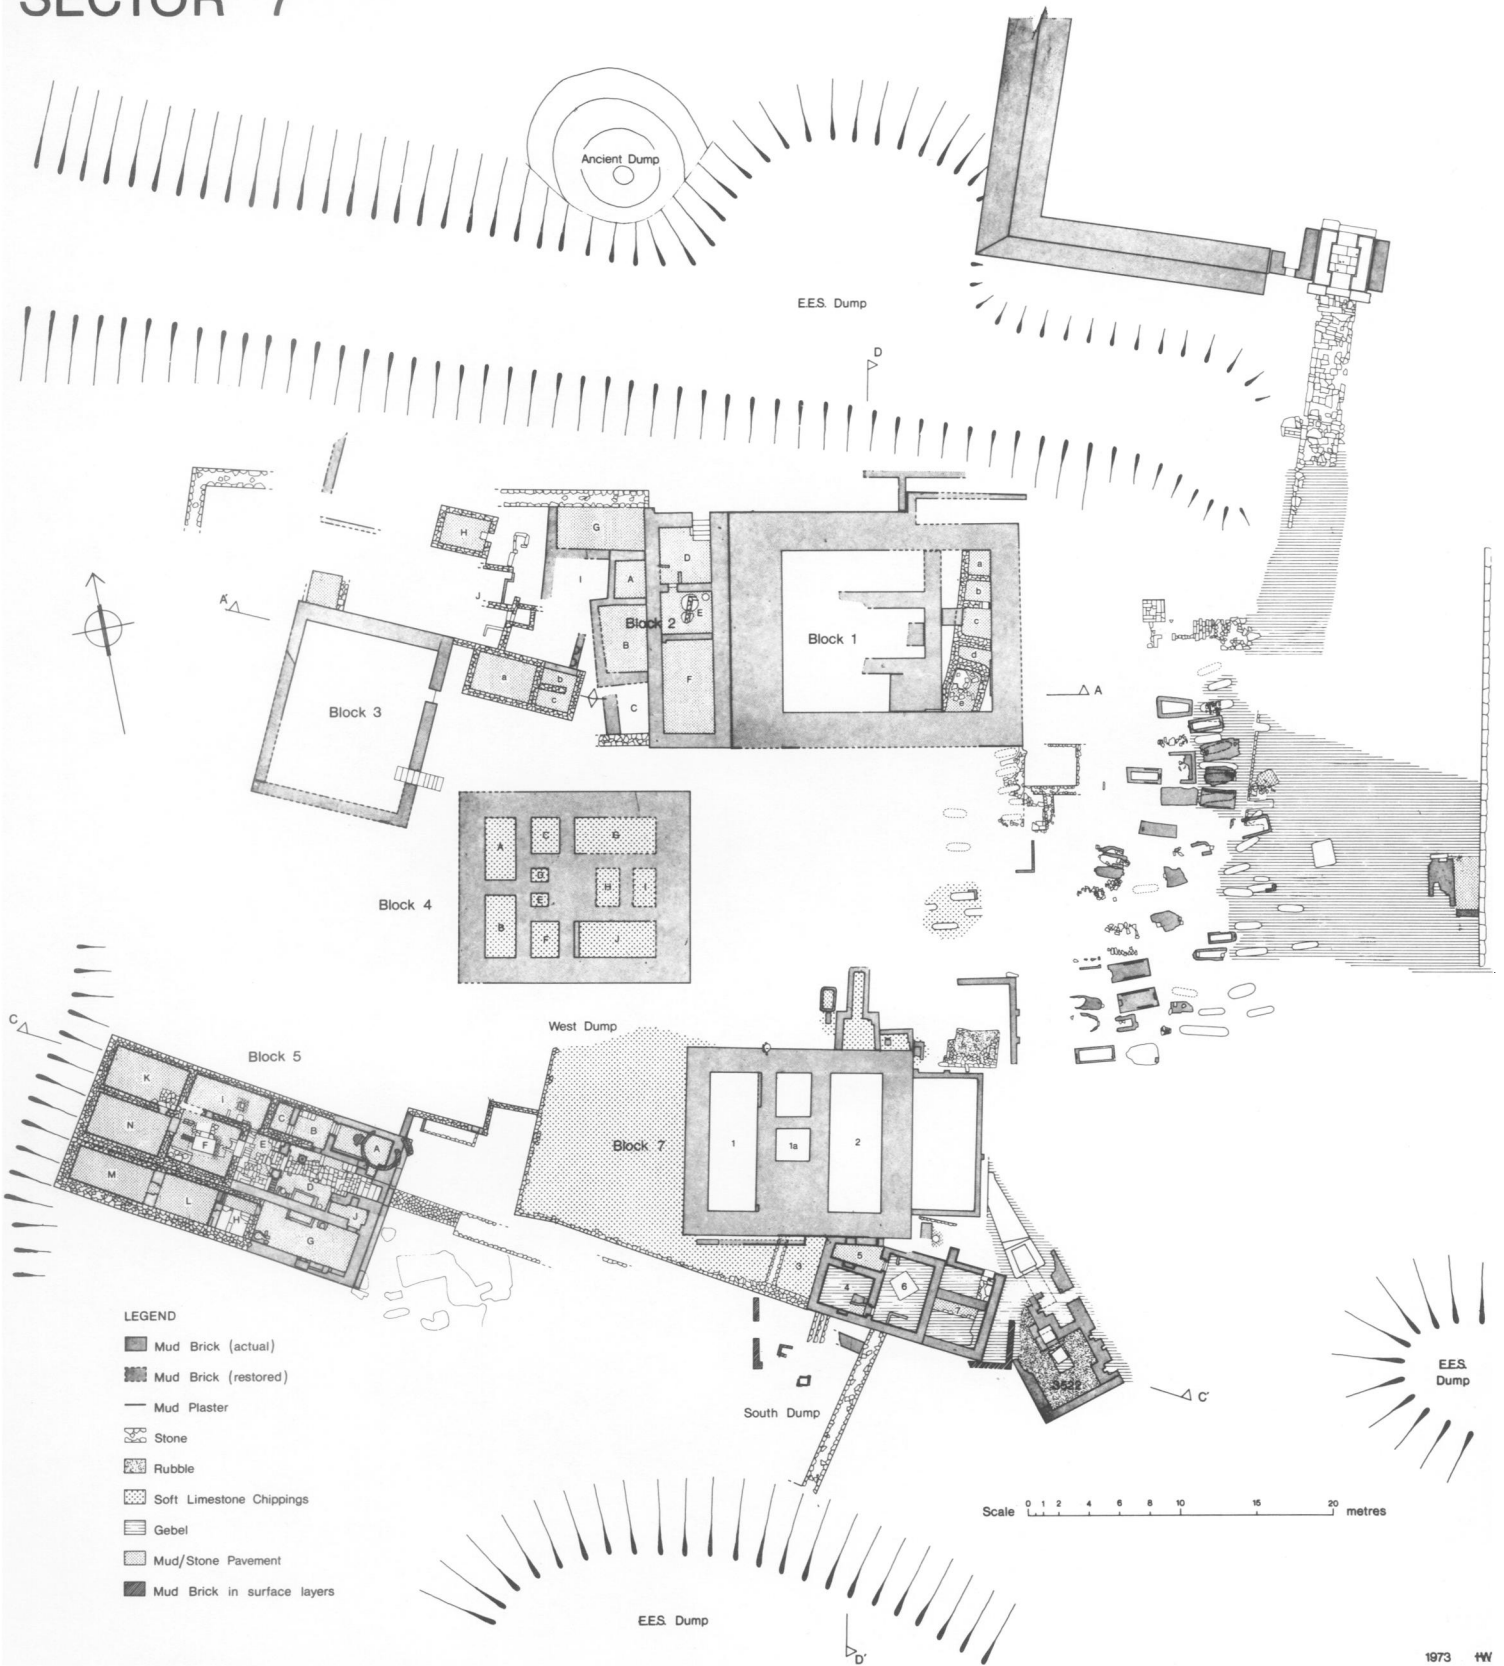 SECTOR 7
Ancient Dump
E.E.S. Dump
D
H
G
D
A
I
A'
J
E
Block 2
B
Block 1
a
b
c
d
e
a
b
c
F
C
A
Block 3
A
C
G
D
H
I
E
Block 4
B
F
J
C
West Dump
Block 5
K
I
C
B
A
N
F
E
M
L
D
J
H
G
Block 7
1
1a
2
3
5
4
8
6
7
3522
C'
South Dump
E.E.S.
Dump
LEGEND
Mud Brick (actual)
Mud Brick (restored)
Mud Plaster
Stone
Rubble
Soft Limestone Chippings
Gebel
Mud/Stone Pavement
Mud Brick in surface layers
Scale 0 1 2 4 6 8 10 15 20 metres
E.E.S. Dump
D'
1973 HW